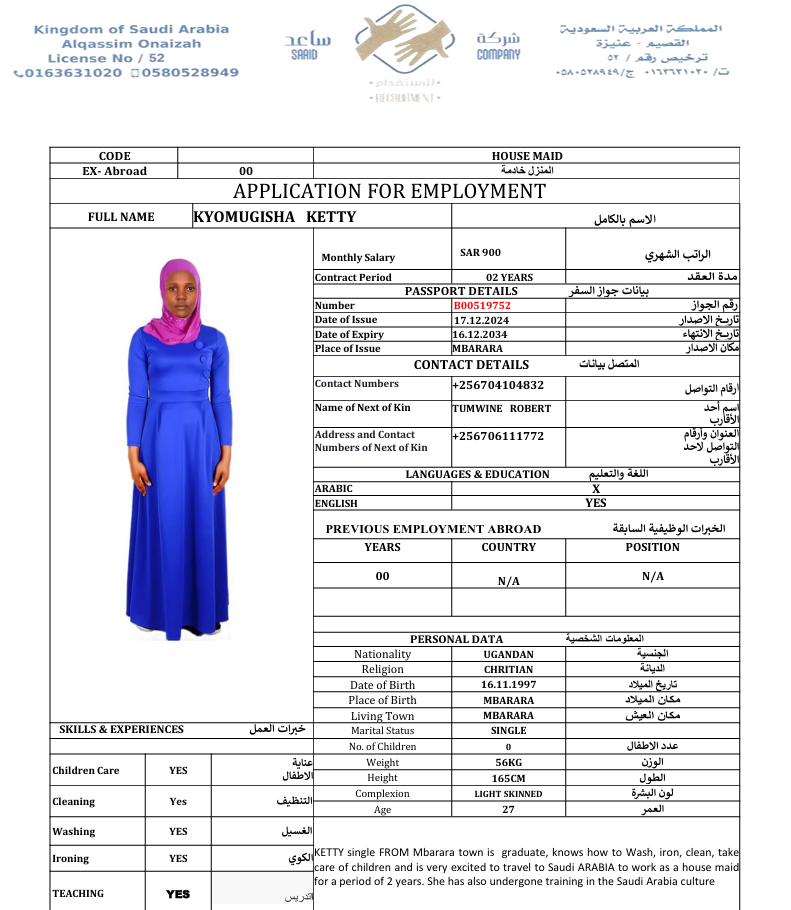 Kingdom of Saudi Arabia
Alqassim Onaizah
License No / 52
0163631020 0580528949
ساعد
SAAID
شركة
COMPANY
للاستقدام
RECRUITMENT
المملكة العربية السعودية
القصيم - عنيزة
ترخيص رقم / ٥٢
ت/ ٠١٦٣٦٣١٠٢٠ ج/٠٥٨٠٥٢٨٩٤٩
CODE HOUSE MAID
EX- Abroad 00 المنزل خادمة
APPLICATION FOR EMPLOYMENT
FULL NAME KYOMUGISHA KETTY الاسم بالكامل
Monthly Salary SAR 900 الراتب الشهري
Contract Period 02 YEARS مدة العقد
PASSPORT DETAILS بيانات جواز السفر
Number B00519752 رقم الجواز
Date of Issue 17.12.2024 تاريخ الاصدار
Date of Expiry 16.12.2034 تاريخ الانتهاء
Place of Issue MBARARA مكان الاصدار
CONTACT DETAILS المتصل بيانات
Contact Numbers +256704104832 ارقام التواصل
Name of Next of Kin TUMWINE ROBERT اسم أحد
الأقارب
Address and Contact +256706111772 العنوان وأرقام
Numbers of Next of Kin التواصل لاحد
الأقارب
LANGUAGES & EDUCATION اللغة والتعليم
ARABIC X
ENGLISH YES
PREVIOUS EMPLOYMENT ABROAD الخبرات الوظيفية السابقة
YEARS COUNTRY POSITION
00 N/A N/A
PERSONAL DATA المعلومات الشخصية
Nationality UGANDAN الجنسية
Religion CHRITIAN الديانة
Date of Birth 16.11.1997 تاريخ الميلاد
Place of Birth MBARARA مكان الميلاد
Living Town MBARARA مكان العيش
Marital Status SINGLE
No. of Children 0 عدد الاطفال
Weight 56KG الوزن
Height 165CM الطول
Complexion LIGHT SKINNED لون البشرة
Age 27 العمر
SKILLS & EXPERIENCES خبرات العمل
Children Care YES عناية
الاطفال
Cleaning Yes التنظيف
Washing YES الغسيل
Ironing YES الكوي
TEACHING YES التدريس
KETTY single FROM Mbarara town is graduate, knows how to Wash, iron, clean, take
care of children and is very excited to travel to Saudi ARABIA to work as a house maid
for a period of 2 years. She has also undergone training in the Saudi Arabia culture